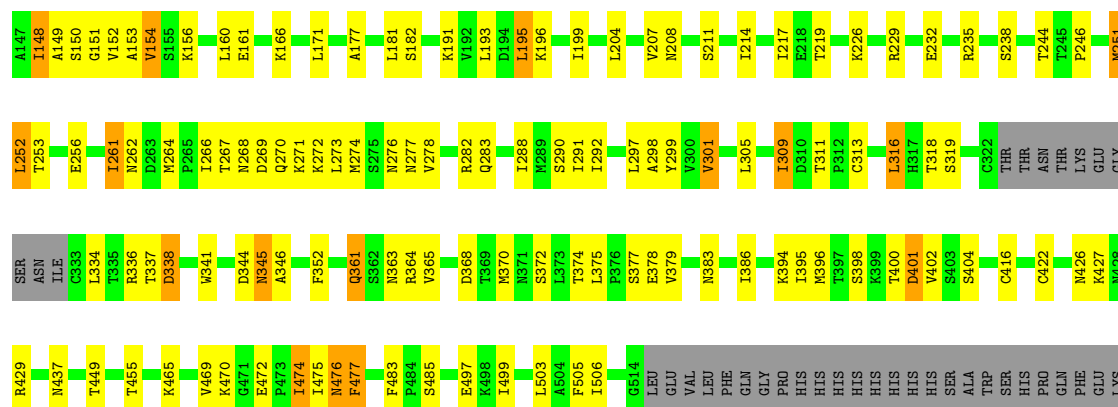 A147 I148 A149 S150 G151 V152 A153 V154 S155 K156 L160 E161 K166 L171 A177 L181 S182 K191 V192 L193 D194 L195 K196 I199 L204 V207 N208 S211 I214 I217 E218 T219 K226 R229 E232 R235 S238 T244 T245 P246 M251
L252 T253 E256 I261 N262 D263 M264 P265 I266 T267 N268 D269 Q270 K271 K272 L273 M274 S275 N276 N277 V278 R282 Q283 I288 M289 S290 I291 I292 L297 A298 Y299 V300 V301 L305 I309 D310 T311 P312 C313 L316 H317 T318 S319 C322 THR THR ASN THR LYS GLU GLY
SER ASN ILE C333 L334 T335 R336 T337 D338 W341 D344 N345 A346 F352 Q361 S362 N363 R364 V365 D368 T369 M370 N371 S372 L373 T374 L375 P376 S377 E378 V379 N383 I386 K394 I395 M396 T397 S398 K399 T400 D401 V402 S403 S404 C416 C422 N426 K427 N428
R429 N437 T449 T455 K465 V469 K470 G471 E472 P473 I474 I475 N476 F477 F483 P484 S485 E497 K498 I499 L503 A504 F505 I506 G514 LEU GLU VAL LEU PHE GLN GLY PRO HIS HIS HIS HIS HIS HIS HIS HIS SER ALA TRP SER HIS PRO GLN PHE GLU LYS